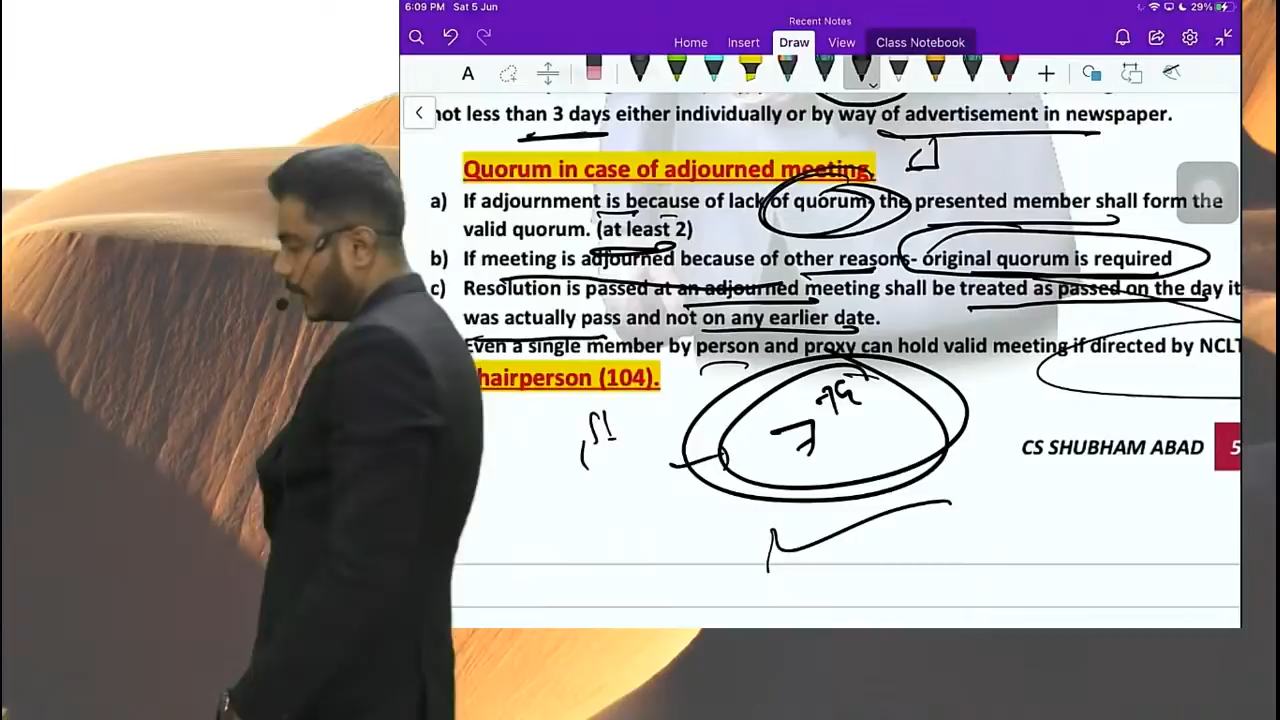 6:09 PM Sat 5 Jun
29%
Recent Notes
Home Insert Draw View Class Notebook
A
not less than 3 days either individually or by way of advertisement in newspaper.
Quorum in case of adjourned meeting.
a) If adjournment is because of lack of quorum the presented member shall form the
valid quorum. (at least 2)
b) If meeting is adjourned because of other reasons- original quorum is required
c) Resolution is passed at an adjourned meeting shall be treated as passed on the day it
was actually pass and not on any earlier date.
Even a single member by person and proxy can hold valid meeting if directed by NCLT
hairperson (104).
CS SHUBHAM ABAD 5